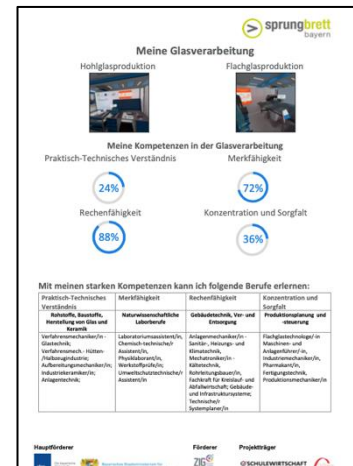 sprungbrett
bayern
Meine Glasverarbeitung
Hohlglasproduktion Flachglasproduktion
Meine Kompetenzen in der Glasverarbeitung
Praktisch-Technisches Verständnis Merkfähigkeit
24% 72%
Rechenfähigkeit Konzentration und Sorgfalt
88% 36%
Mit meinen starken Kompetenzen kann ich folgende Berufe erlernen:
Praktisch-Technisches
Verständnis
Merkfähigkeit
Rechenfähigkeit
Konzentration und
Sorgfalt
Rohstoffe, Baustoffe,
Herstellung von Glas und
Keramik
Naturwissenschaftliche
Laborberufe
Gebäudetechnik, Ver- und
Entsorgung
Produktionsplanung und
-steuerung
Verfahrensmechaniker/in -
Glastechnik;
Verfahrensmech. - Hütten-
/Halbzeugindustrie;
Aufbereitungsmechaniker/in;
Industriekeramiker/in;
Anlagentechnik;
Laboratoriumsassistent/in,
Chemisch-technische/r
Assistent/in,
Physiklaborant/in,
Werkstoffprüfer/in;
Umweltschutztechnische/r
Assistent/in
Anlagenmechaniker/in -
Sanitär-, Heizungs- und
Klimatechnik,
Mechatroniker/in -
Kältetechnik,
Rohrleitungsbauer/in,
Fachkraft für Kreislauf- und
Abfallwirtschaft; Gebäude-
und Infrastruktursysteme;
Technische/r
Systemplaner/in
Flachglastechnologe/-in
Maschinen- und
Anlagenführer/-in,
Industriemechaniker/in,
Pharmakant/in,
Fertigungstechnik,
Produktionsmechaniker/in
Hauptförderer Förderer Projektträger
ZIG
SCHULEWIRTSCHAFT